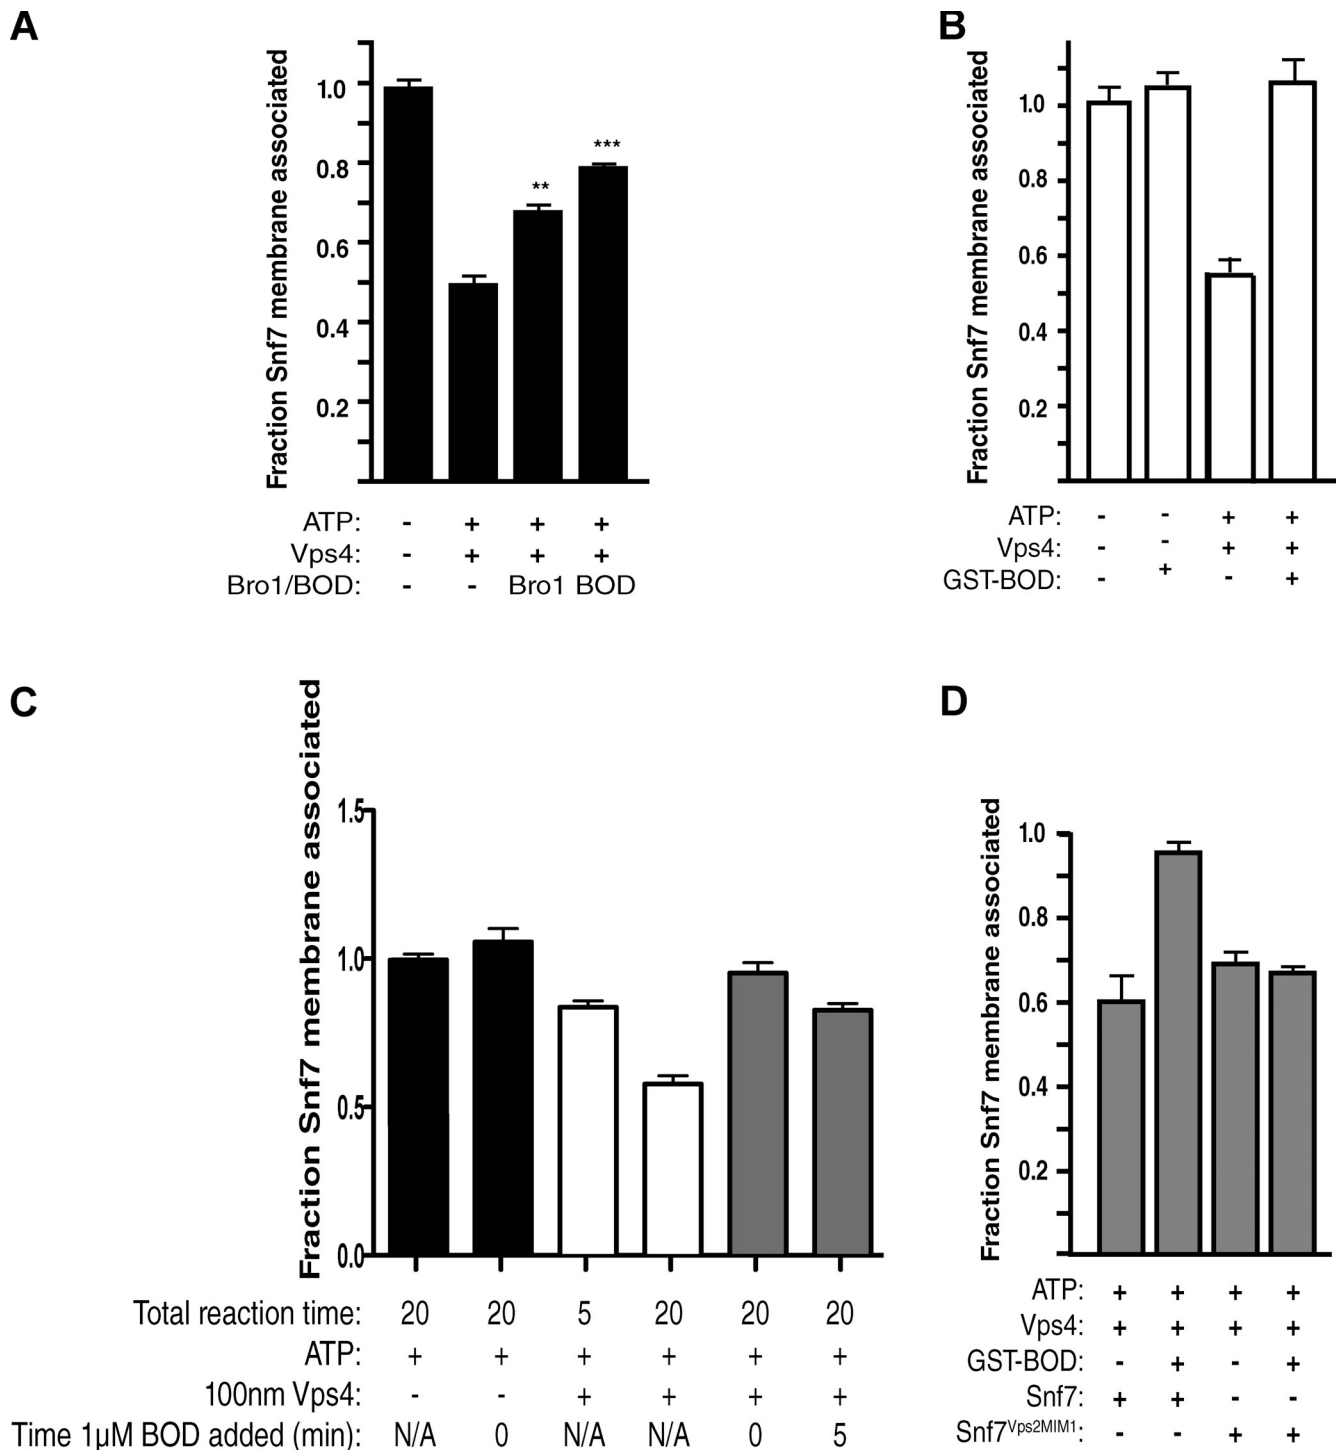 A
Fraction Snf7 membrane associated
1.0
0.8
0.6
0.4
0.2
**
***
ATP: - + + +
Vps4: - + + +
Bro1/BOD: - - Bro1 BOD
B
Fraction Snf7 membrane associated
1.0
0.8
0.6
0.4
0.2
ATP: - - + +
Vps4: - - + +
GST-BOD: - + - +
C
Fraction Snf7 membrane associated
1.5
1.0
0.5
0.0
Total reaction time: 20 20 5 20 20 20
ATP: + + + + + +
100nm Vps4: - - + + + +
Time 1µM BOD added (min): N/A 0 N/A N/A 0 5
D
Fraction Snf7 membrane associated
1.0
0.8
0.6
0.4
0.2
ATP: + + + +
Vps4: + + + +
GST-BOD: - + - +
Snf7: + + - -
Snf7Vps2MIM1: - - + +